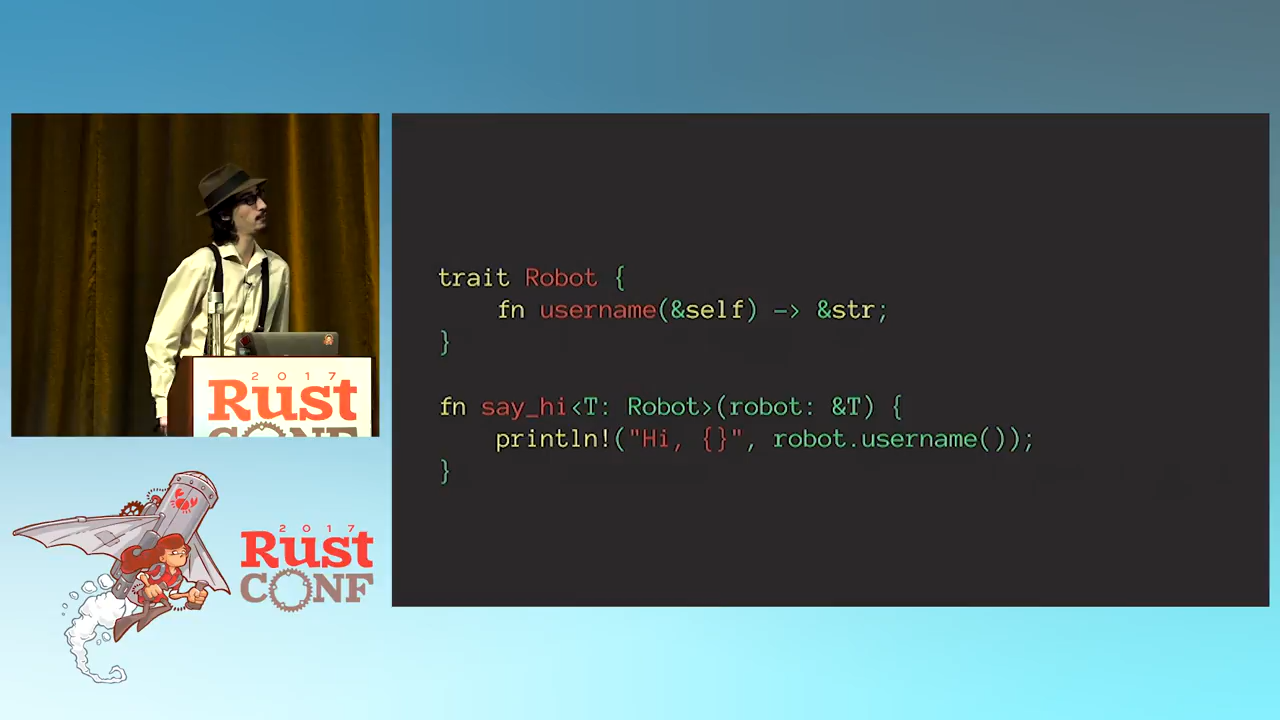 trait Robot {
    fn username(&self) -> &str;
}
fn say_hi<T: Robot>(robot: &T) {
    println!("Hi, {}", robot.username());
}
2017
Rust
CONF
2017
Rust
CONF